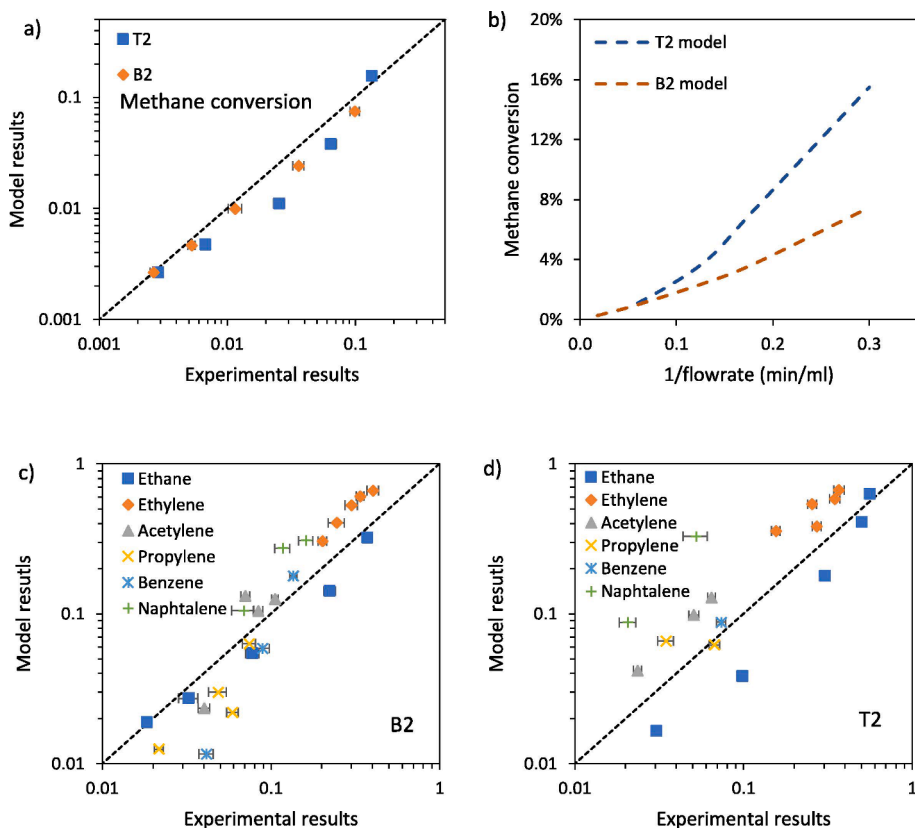 a)
T2
B2
Methane conversion
0.1
0.01
0.001
0.001
0.01
0.1
Model results
Experimental results
b)
20%
16%
12%
8%
4%
0%
T2 model
B2 model
0.0
0.1
0.2
0.3
Methane conversion
1/flowrate (min/ml)
c)
1
0.1
0.01
Ethane
Ethylene
Acetylene
Propylene
Benzene
Naphtalene
B2
0.01
0.1
1
Model resutls
Experimental results
d)
1
0.1
0.01
Ethane
Ethylene
Acetylene
Propylene
Benzene
Naphtalene
T2
0.01
0.1
1
Model resutls
Experimental results